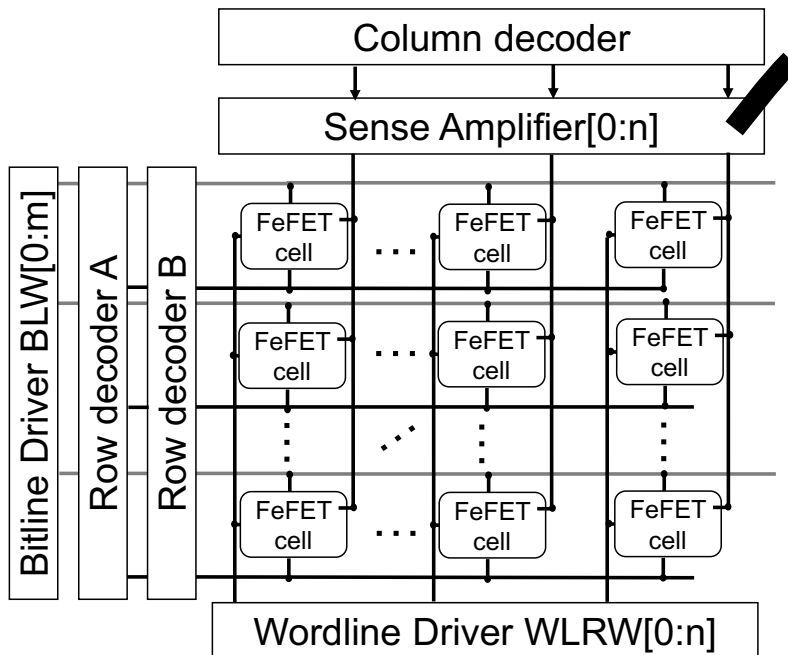 Column decoder
Sense Amplifier[0:n]
Bitline Driver BLW[0:m]
Row decoder A
Row decoder B
FeFET
cell
FeFET
cell
FeFET
cell
FeFET
cell
FeFET
cell
FeFET
cell
FeFET
cell
FeFET
cell
FeFET
cell
Wordline Driver WLRW[0:n]